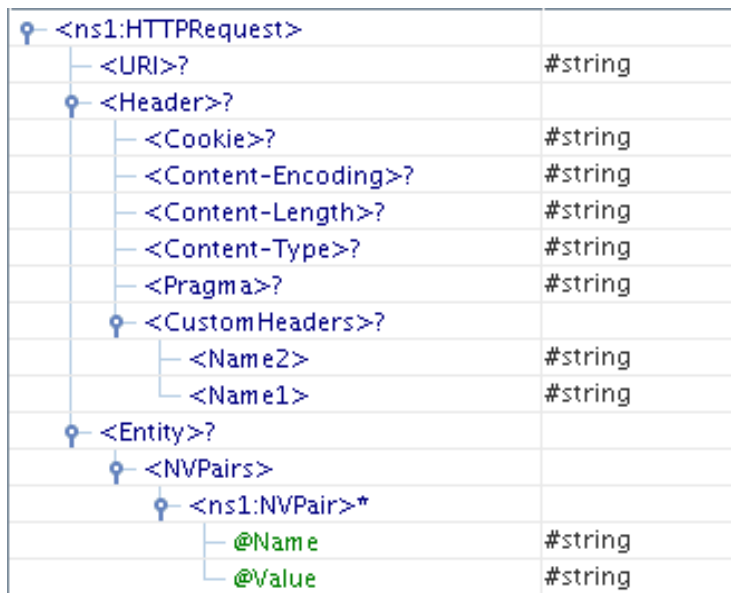 <ns1:HTTPRequest>
<URI>? #string
<Header>?
<Cookie>? #string
<Content-Encoding>? #string
<Content-Length>? #string
<Content-Type>? #string
<Pragma>? #string
<CustomHeaders>?
<Name2> #string
<Name1> #string
<Entity>?
<NVPairs>
<ns1:NVPair>*
@Name #string
@Value #string